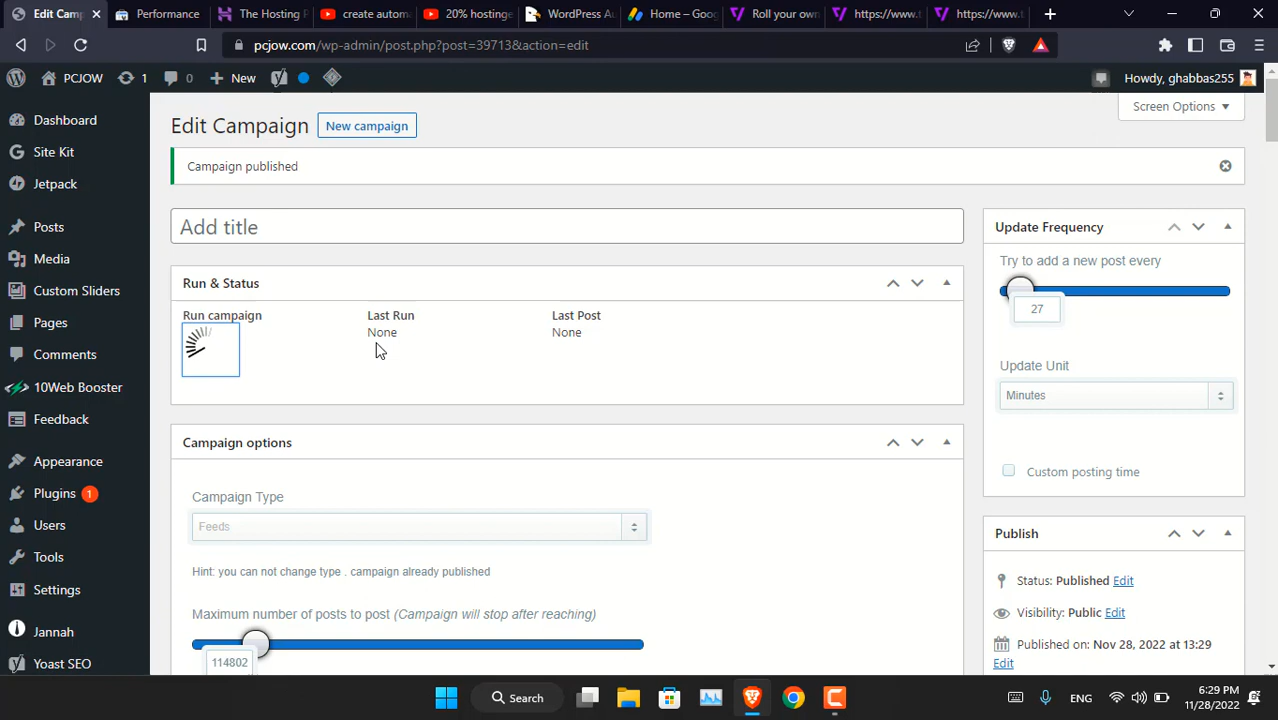 Edit Camp
Performance
The Hosting
create autom
20% hostinge
WordPress Au
Home – Goo
Roll your own
https://www.t
https://www.t
pcjow.com/wp-admin/post.php?post=39713&action=edit
PCJOW
1
0
New
Howdy, ghabbas255
Screen Options
Dashboard
Site Kit
Jetpack
Posts
Media
Custom Sliders
Pages
Comments
10Web Booster
Feedback
Appearance
Plugins 1
Users
Tools
Settings
Jannah
Yoast SEO
Edit Campaign
New campaign
Campaign published
Add title
Run & Status
Run campaign
Last Run
Last Post
None
None
Campaign options
Campaign Type
Feeds
Hint: you can not change type . campaign already published
Maximum number of posts to post (Campaign will stop after reaching)
114802
Update Frequency
Try to add a new post every
27
Update Unit
Minutes
Custom posting time
Publish
Status: Published Edit
Visibility: Public Edit
Published on: Nov 28, 2022 at 13:29
Edit
Search
ENG
6:29 PM
11/28/2022